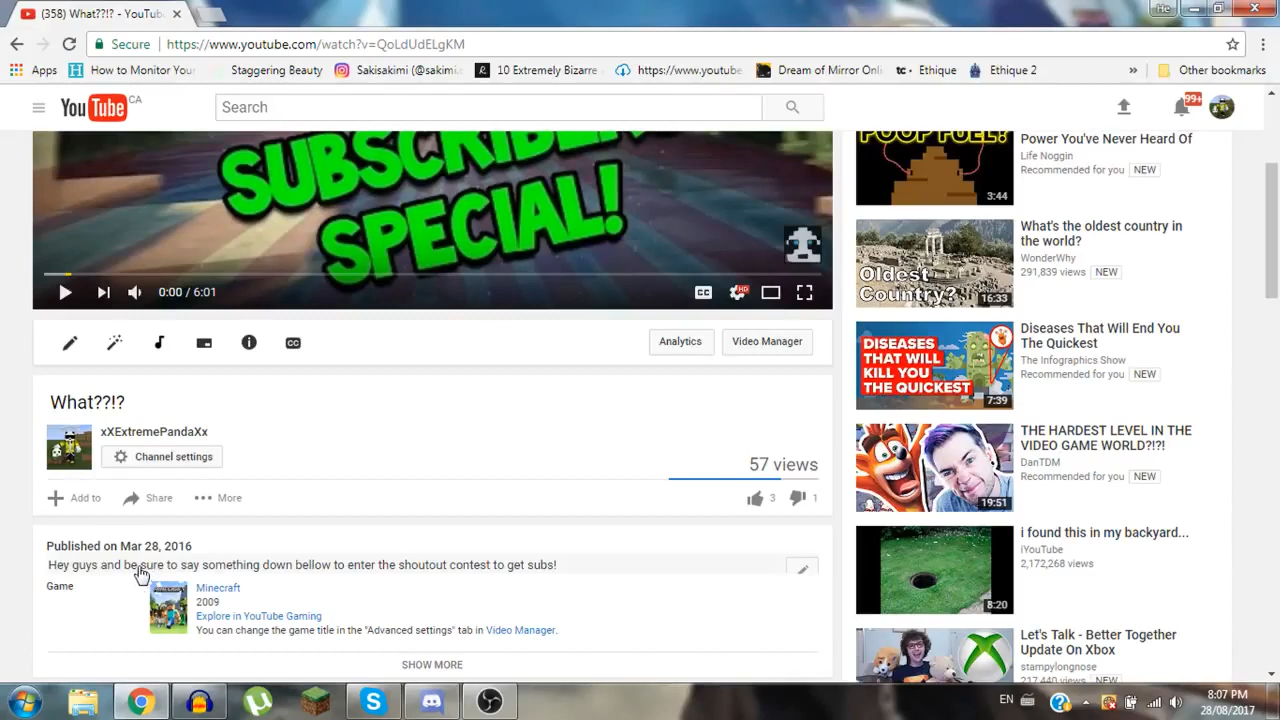 (358) What??!? - YouTub
He
Secure
https://www.youtube.com/watch?v=QoLdUdELgKM
Apps
How to Monitor Your
Staggering Beauty
Sakisakimi (@sakimi.c
10 Extremely Bizarre
https://www.youtube
Dream of Mirror Onli
tc • Ethique
Ethique 2
»
Other bookmarks
YouTube CA
Search
99+
SUBSCRIBER
SPECIAL!
0:00 / 6:01
CC
HD
CC
Analytics
Video Manager
What??!?
xXExtremePandaXx
Channel settings
57 views
Add to
Share
More
3
1
Published on Mar 28, 2016
Hey guys and be sure to say something down bellow to enter the shoutout contest to get subs!
Game
Minecraft
2009
Explore in YouTube Gaming
You can change the game title in the "Advanced settings" tab in Video Manager.
SHOW MORE
POOP FUEL!
3:44
Power You've Never Heard Of
Life Noggin
Recommended for you NEW
Oldest
Country?
16:33
What's the oldest country in
the world?
WonderWhy
291,839 views NEW
DISEASES
THAT WILL
KILL YOU
THE QUICKEST
7:39
Diseases That Will End You
The Quickest
The Infographics Show
Recommended for you NEW
19:51
THE HARDEST LEVEL IN THE
VIDEO GAME WORLD?!?!
DanTDM
Recommended for you NEW
8:20
i found this in my backyard...
iYouTube
2,172,268 views
Let's Talk - Better Together
Update On Xbox
stampylongnose
217,440 views NEW
EN
8:07 PM
28/08/2017